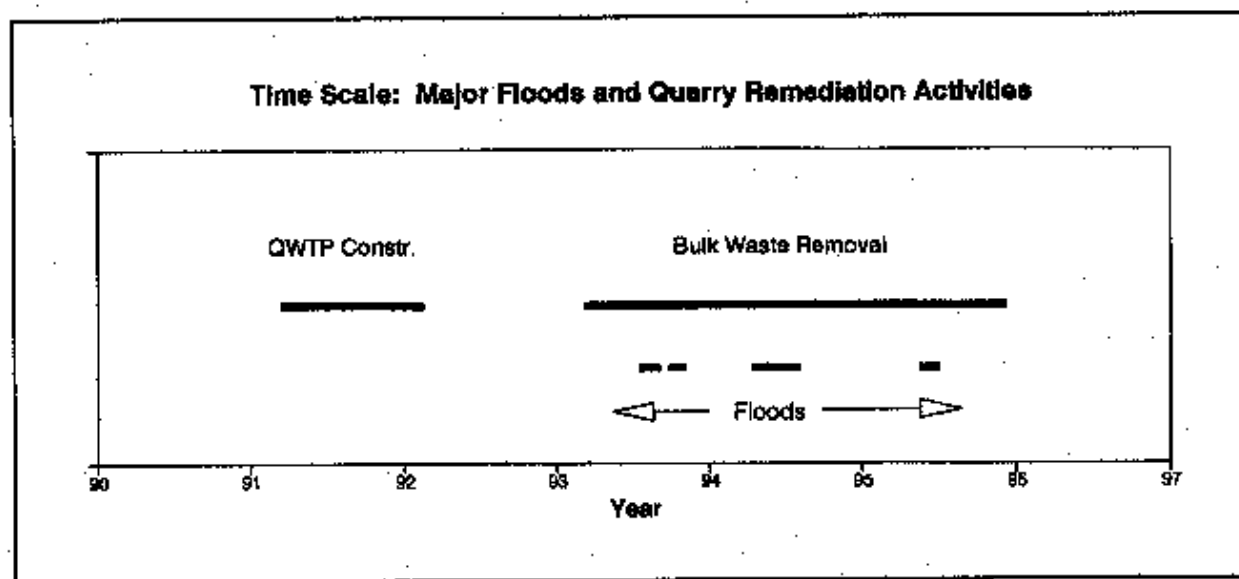 Time Scale: Major Floods and Quarry Remediation Activities
QWTP Constr.
Bulk Waste Removal
Floods
90 91 92 93 94 95 96 97
Year